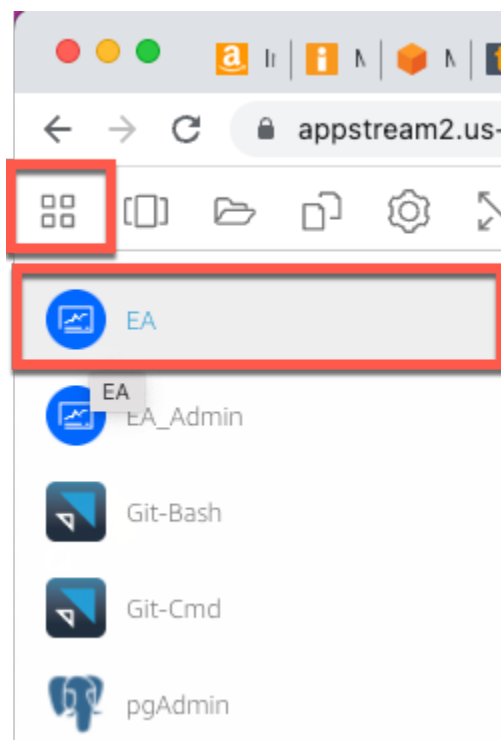 appstream2.us-
EA
EA
EA_Admin
Git-Bash
Git-Cmd
pgAdmin